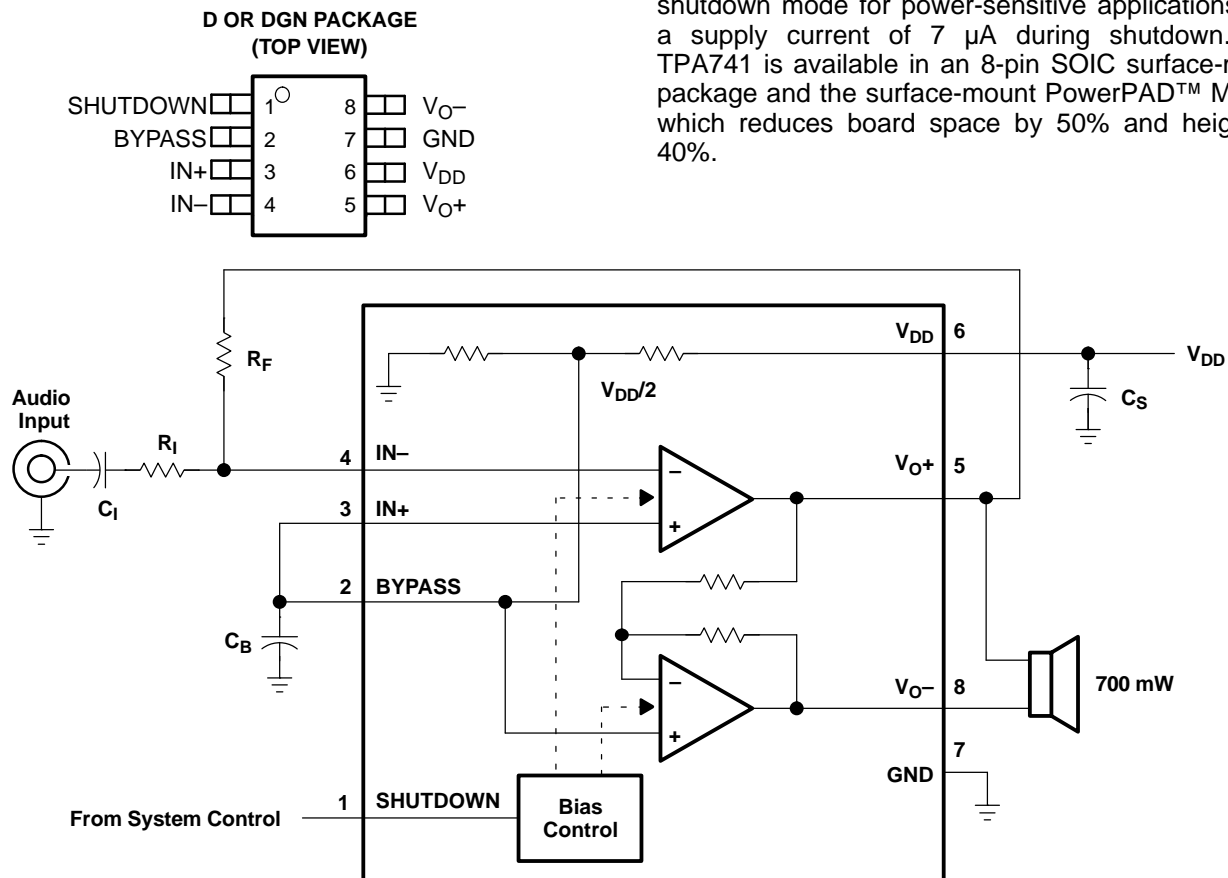 D OR DGN PACKAGE
(TOP VIEW)
SHUTDOWN 1 8 VO–
BYPASS 2 7 GND
IN+ 3 6 VDD
IN– 4 5 VO+
shutdown mode for power-sensitive applications
a supply current of 7 µA during shutdown.
TPA741 is available in an 8-pin SOIC surface-
package and the surface-mount PowerPAD™ M
which reduces board space by 50% and
40%.
VDD 6
VDD
RF
VDD/2
CS
Audio
Input
RI
CI
4 IN–
–
VO+ 5
3 IN+
+
2 BYPASS
CB
–
VO– 8
700 mW
+
7
GND
1 SHUTDOWN
Bias
Control
From System Control